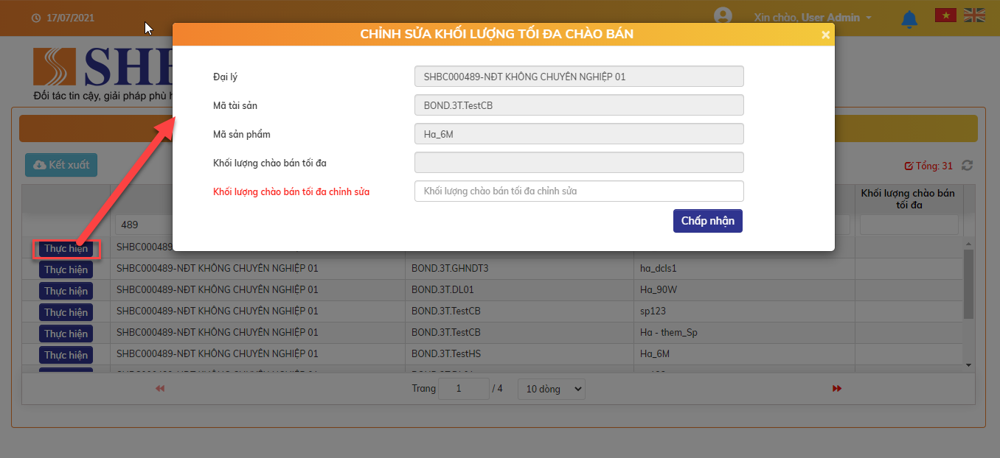 17/07/2021
Xin chào, User Admin
CHỈNH SỬA KHỐI LƯỢNG TỐI ĐA CHÀO BÁN
×
SHB
Đối tác tin cậy, giải pháp phù h
Đại lý
SHBC000489-NĐT KHÔNG CHUYÊN NGHIỆP 01
Mã tài sản
BOND.3T.TestCB
Mã sản phẩm
Ha_6M
Khối lượng chào bán tối đa
Khối lượng chào bán tối đa chỉnh sửa
Khối lượng chào bán tối đa chỉnh sửa
Chấp nhận
Kết xuất
Tổng: 31
Khối lượng chào bán
tối đa
489
Thực hiện SHBC000489
Thực hiện SHBC000489-NĐT KHÔNG CHUYÊN NGHIỆP 01 BOND.3T.GHNDT3 ha_dcls1
Thực hiện SHBC000489-NĐT KHÔNG CHUYÊN NGHIỆP 01 BOND.3T.DL01 Ha_90W
Thực hiện SHBC000489-NĐT KHÔNG CHUYÊN NGHIỆP 01 BOND.3T.TestCB sp123
Thực hiện SHBC000489-NĐT KHÔNG CHUYÊN NGHIỆP 01 BOND.3T.TestCB Ha - them_Sp
Thực hiện SHBC000489-NĐT KHÔNG CHUYÊN NGHIỆP 01 BOND.3T.TestHS Ha_6M
Trang 1 / 4 10 dòng